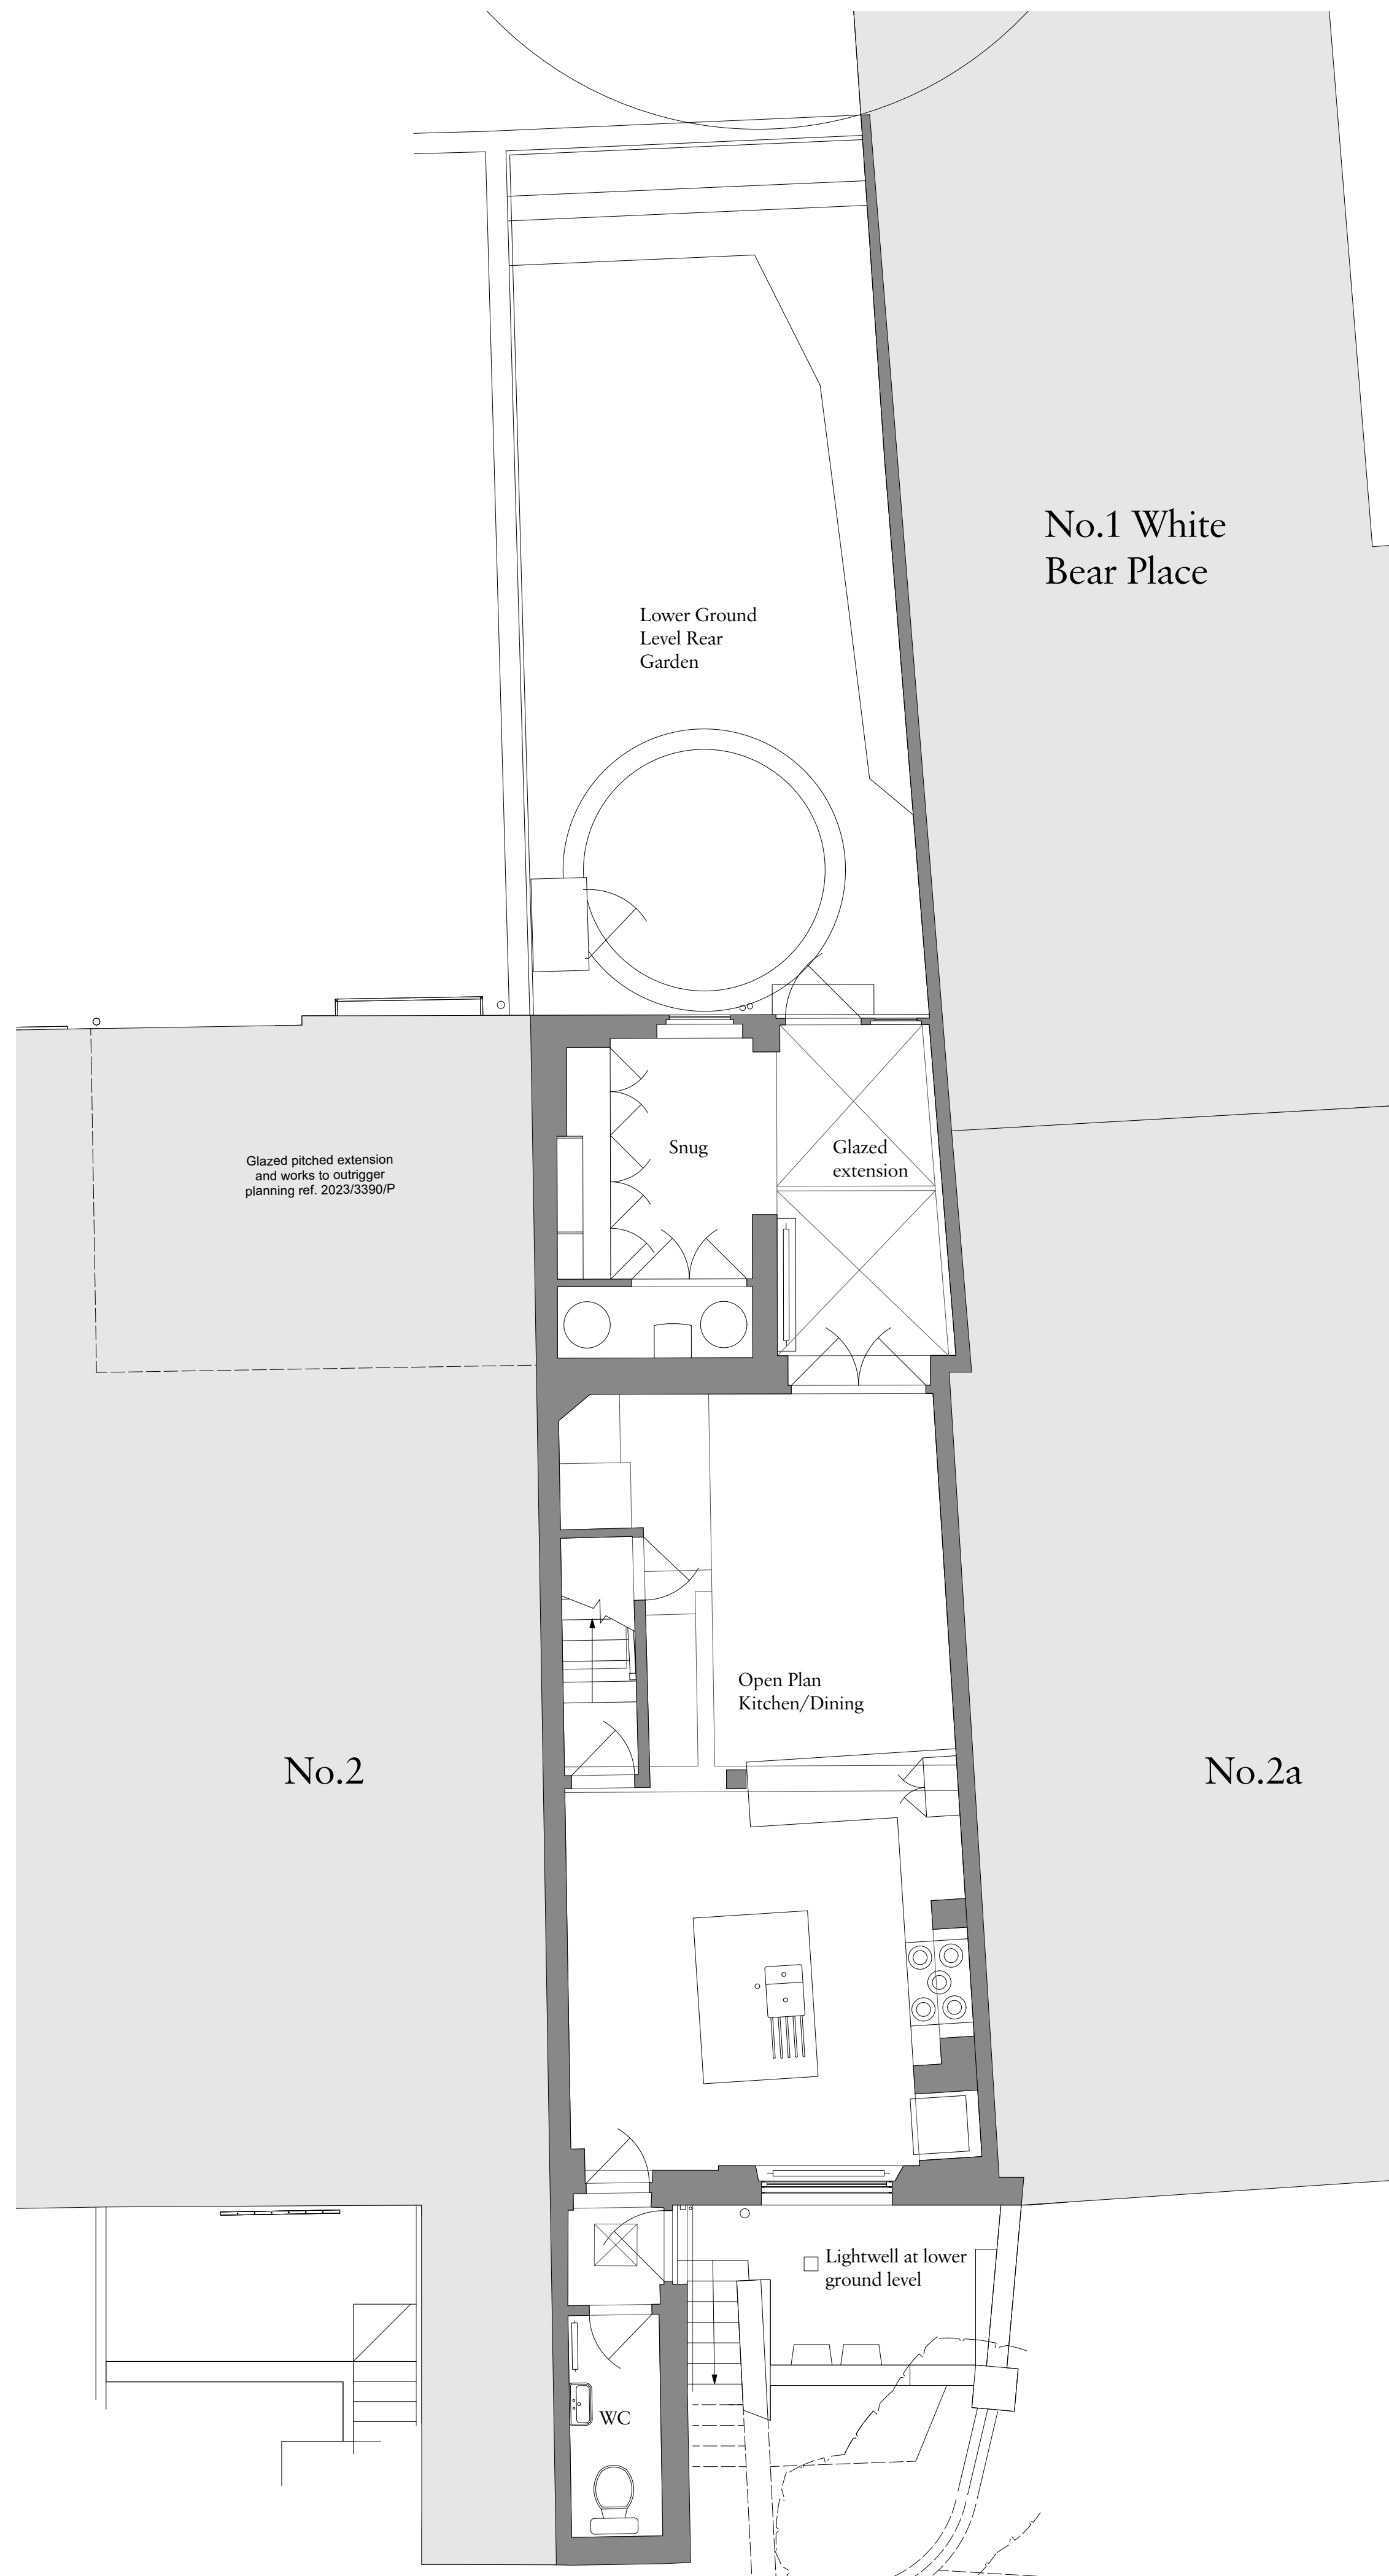 No.1 White
Bear Place
Lower Ground
Level Rear
Garden
Glazed pitched extension
and works to outrigger
planning ref. 2023/3390/P
Snug
Glazed
extension
Open Plan
Kitchen/Dining
No.2
No.2a
Lightwell at lower
ground level
WC